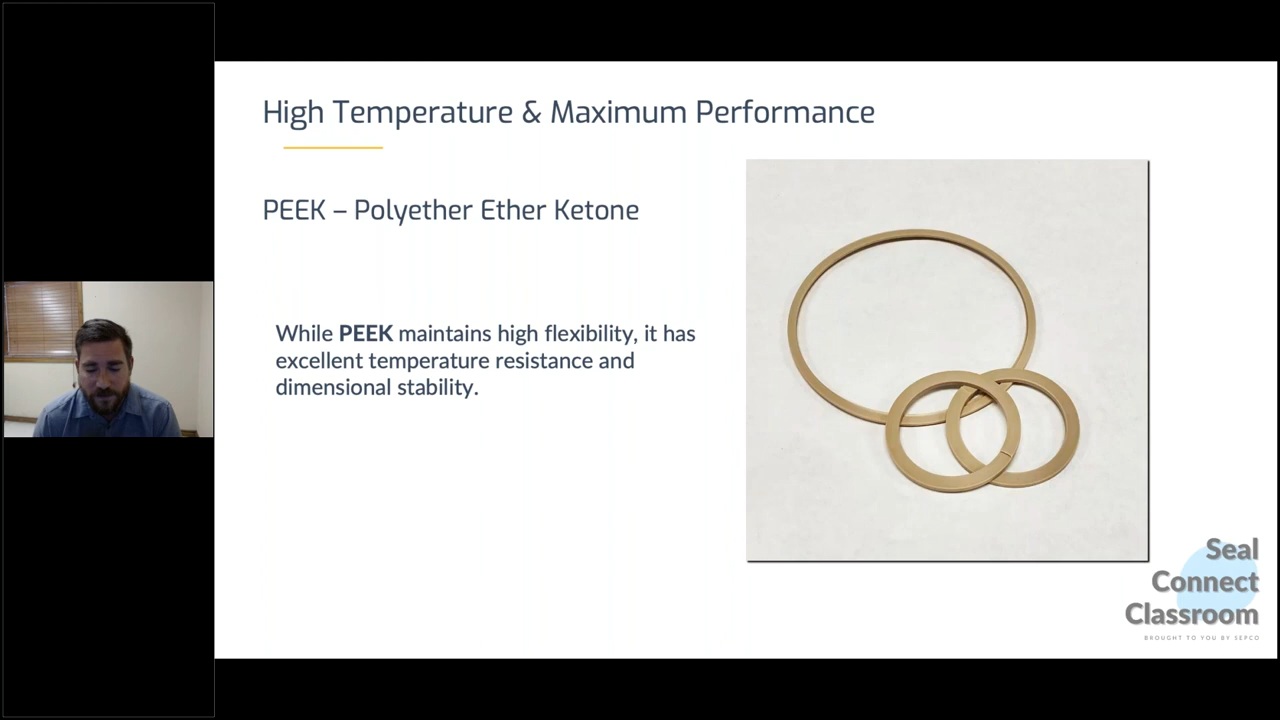 High Temperature & Maximum Performance
PEEK – Polyether Ether Ketone
While PEEK maintains high flexibility, it has
excellent temperature resistance and
dimensional stability.
Seal
Connect
Classroom
BROUGHT TO YOU BY SEPCO